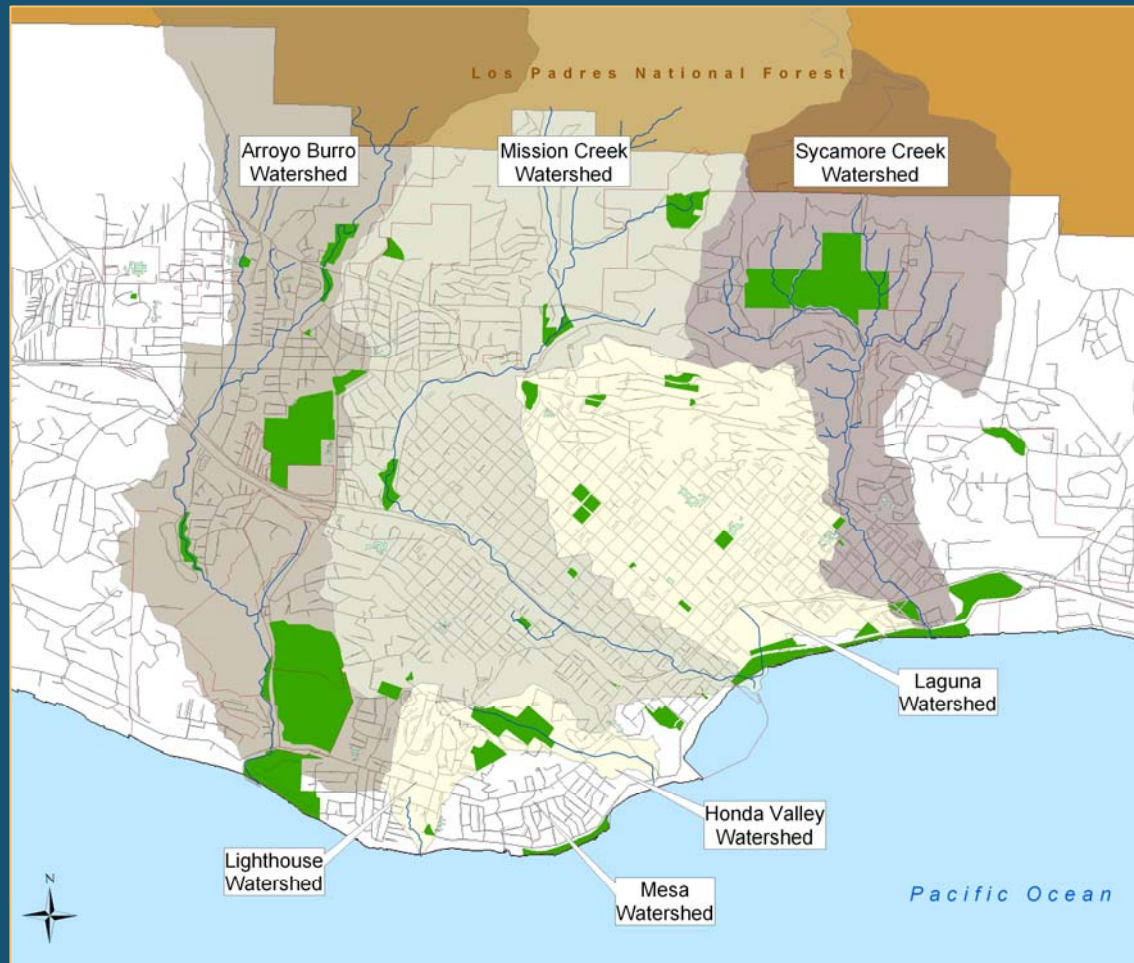 Los Padres National Forest
Arroyo Burro
Watershed
Mission Creek
Watershed
Sycamore Creek
Watershed
Laguna
Watershed
Honda Valley
Watershed
Lighthouse
Watershed
Mesa
Watershed
Pacific Ocean
N